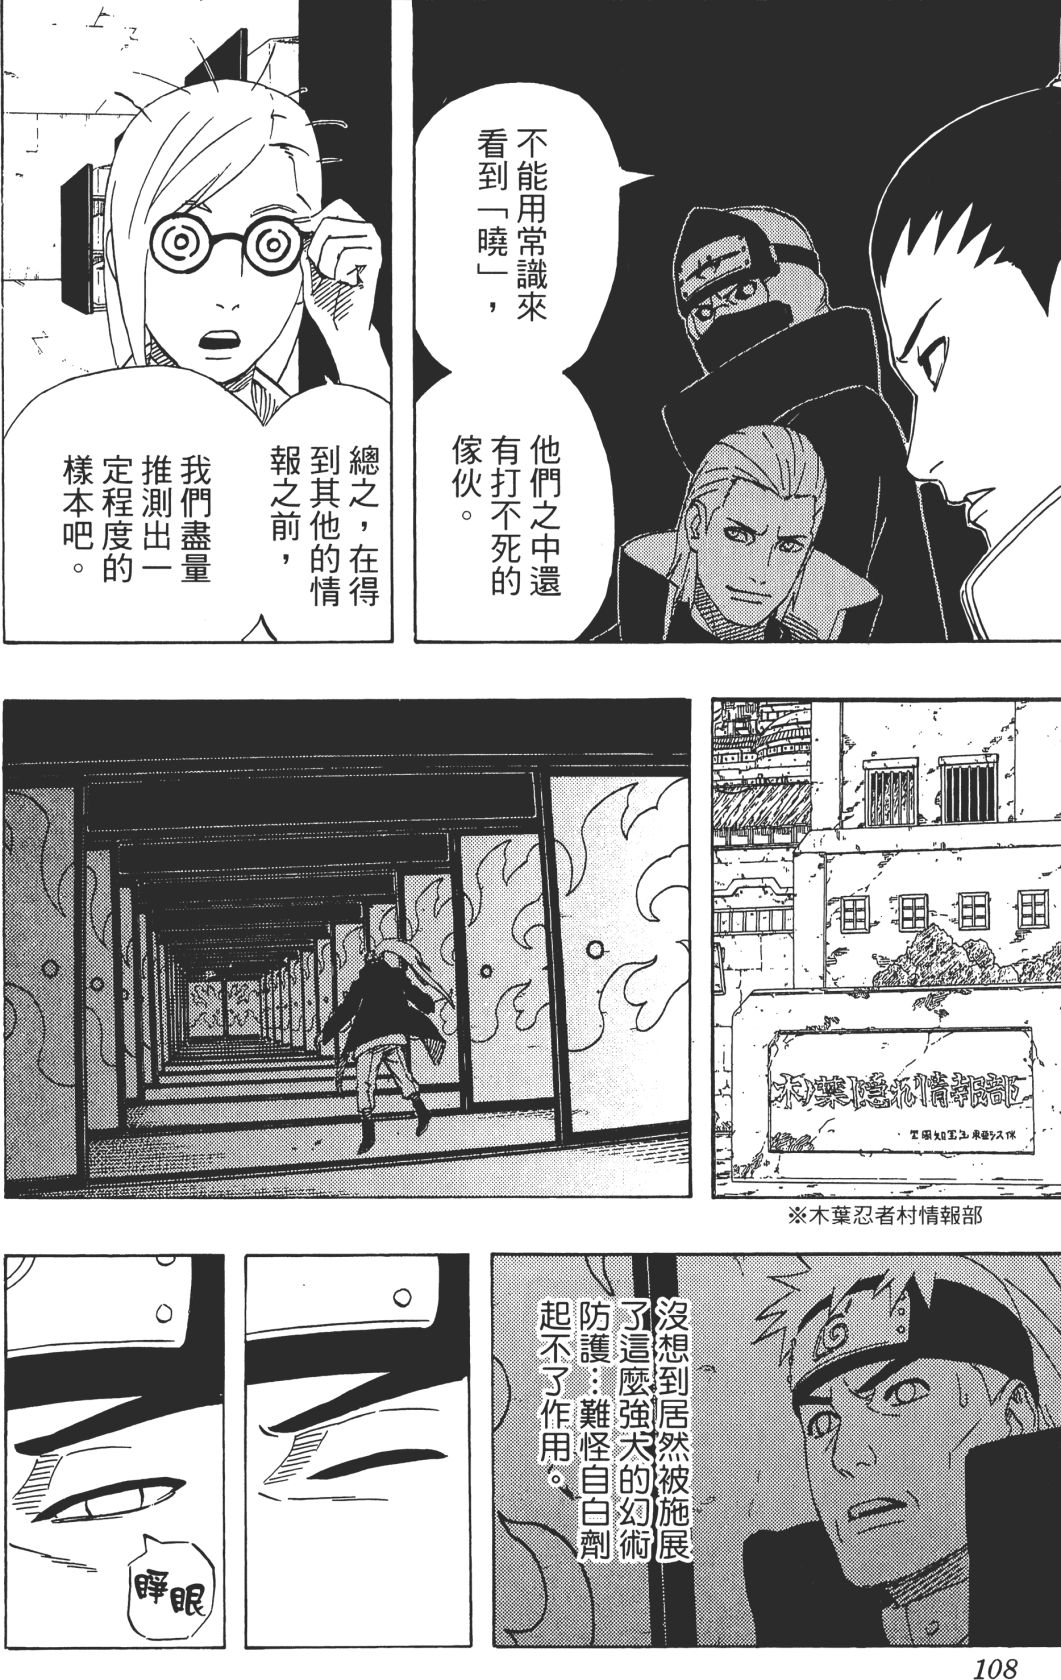 不能用常識來
看到「曉」，
他們之中還
有打不死的
傢伙。
總之，在得
到其他的情
報之前，
我們盡量
推測出一
定程度的
樣本吧。
木ノ葉隠れ情報部
※木葉忍者村情報部
沒想到居然被施展
了這麼強大的幻術
防護…難怪自白劑
起不了作用。
睜眼
108